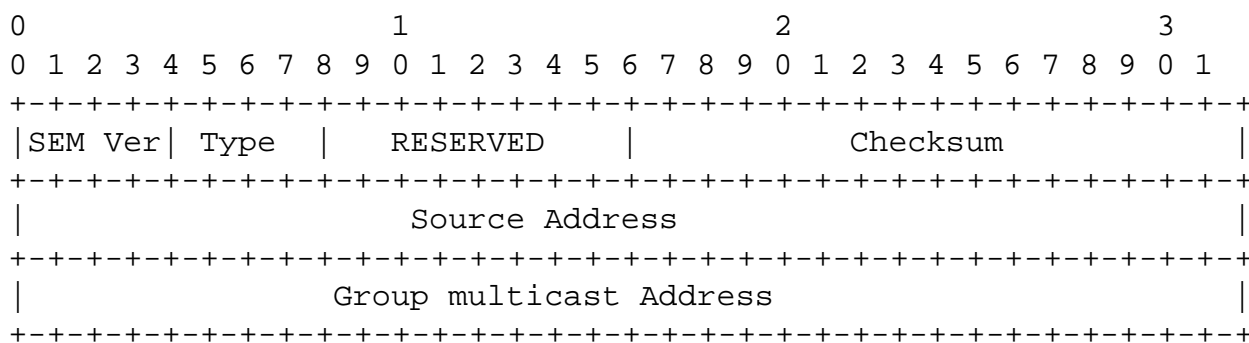 0                   1                   2                   3
0 1 2 3 4 5 6 7 8 9 0 1 2 3 4 5 6 7 8 9 0 1 2 3 4 5 6 7 8 9 0 1
+-+-+-+-+-+-+-+-+-+-+-+-+-+-+-+-+-+-+-+-+-+-+-+-+-+-+-+-+-+-+-+-+
|SEM Ver| Type  |   RESERVED    |           Checksum            |
+-+-+-+-+-+-+-+-+-+-+-+-+-+-+-+-+-+-+-+-+-+-+-+-+-+-+-+-+-+-+-+-+
|                    Source Address                             |
+-+-+-+-+-+-+-+-+-+-+-+-+-+-+-+-+-+-+-+-+-+-+-+-+-+-+-+-+-+-+-+-+
|                Group multicast Address                        |
+-+-+-+-+-+-+-+-+-+-+-+-+-+-+-+-+-+-+-+-+-+-+-+-+-+-+-+-+-+-+-+-+